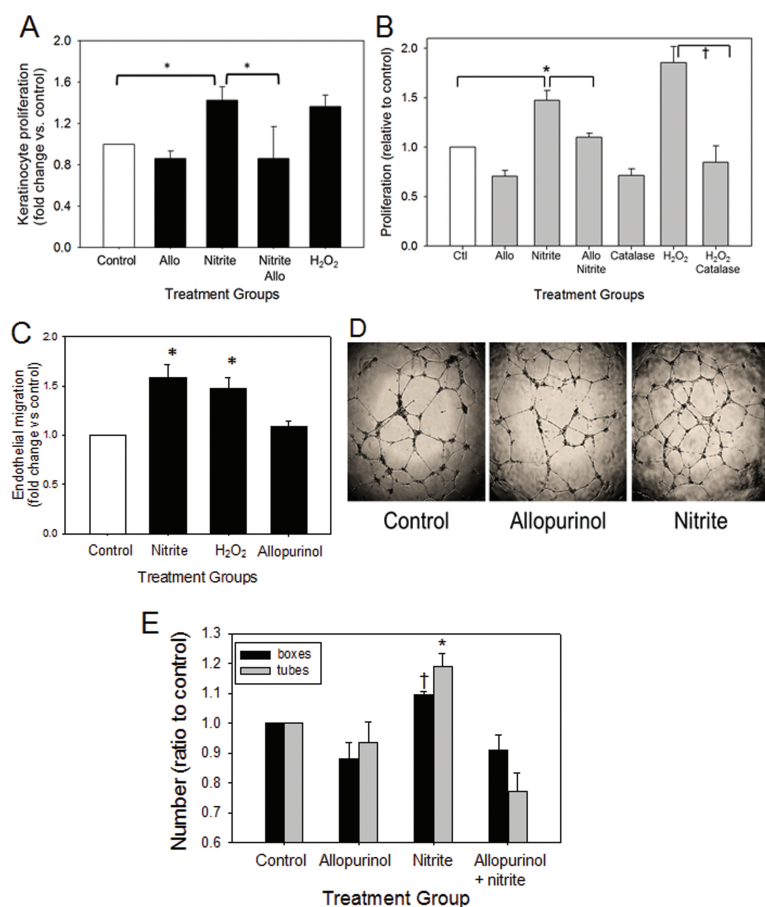 A
Keratinocyte proliferation
(fold change vs. control)
2.0
1.6
1.2
0.8
0.4
0.0
*
*
Control Allo Nitrite Nitrite Allo H₂O₂
Treatment Groups
B
Proliferation (relative to control)
2.0
1.5
1.0
0.5
0.0
*
†
Ctl Allo Nitrite Allo Nitrite Catalase H₂O₂ H₂O₂ Catalase
Treatment Groups
C
Endothelial migration
(fold change vs control)
2.0
1.5
1.0
0.5
0.0
*
*
Control Nitrite H₂O₂ Allopurinol
Treatment Groups
D
Control Allopurinol Nitrite
E
Number (ratio to control)
1.3
1.2
1.1
1.0
0.9
0.8
0.7
0.6
boxes
tubes
†
*
Control Allopurinol Nitrite Allopurinol + nitrite
Treatment Group